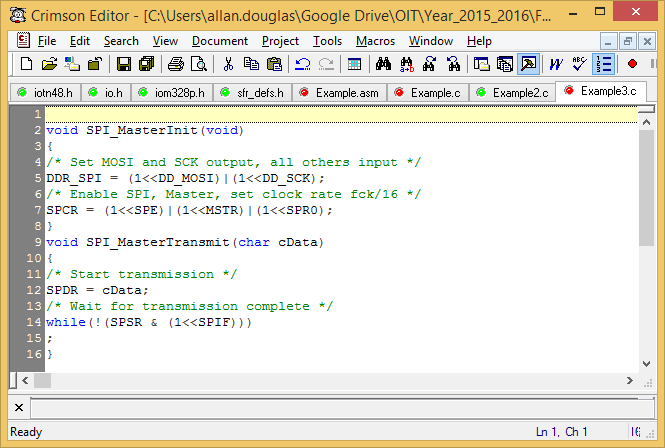 Crimson Editor - [C:\Users\allan.douglas\Google Drive\OIT\Year_2015_2016\F...
File Edit Search View Document Project Tools Macros Window Help
iotn48.h io.h iom328p.h sfr_defs.h Example.asm Example.c Example2.c Example3.c
1
2 void SPI_MasterInit(void)
3 {
4 /* Set MOSI and SCK output, all others input */
5 DDR_SPI = (1<<DD_MOSI)|(1<<DD_SCK);
6 /* Enable SPI, Master, set clock rate fck/16 */
7 SPCR = (1<<SPE)|(1<<MSTR)|(1<<SPR0);
8 }
9 void SPI_MasterTransmit(char cData)
10 {
11 /* Start transmission */
12 SPDR = cData;
13 /* Wait for transmission complete */
14 while(!(SPSR & (1<<SPIF)))
15 ;
16 }
Ready Ln 1, Ch 1